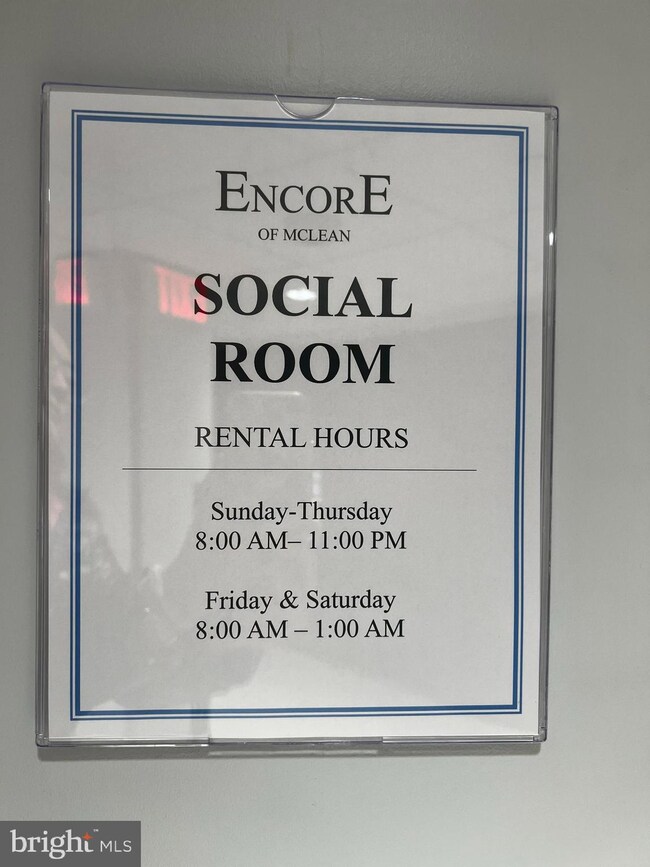 ENCORE
OF MCLEAN
SOCIAL
ROOM
RENTAL HOURS
Sunday-Thursday
8:00 AM– 11:00 PM
Friday & Saturday
8:00 AM – 1:00 AM
bright™ MLS